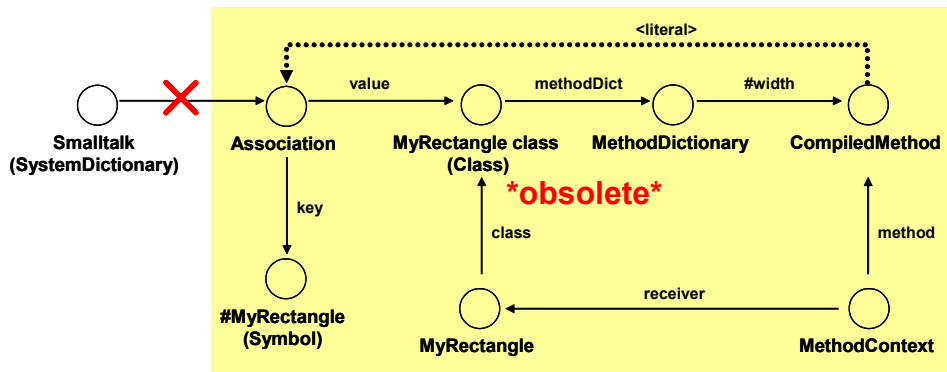 <literal>
value
methodDict
#width
Smalltalk
(SystemDictionary)
Association
MyRectangle class
(Class)
MethodDictionary
CompiledMethod
*obsolete*
key
class
method
receiver
#MyRectangle
(Symbol)
MyRectangle
MethodContext